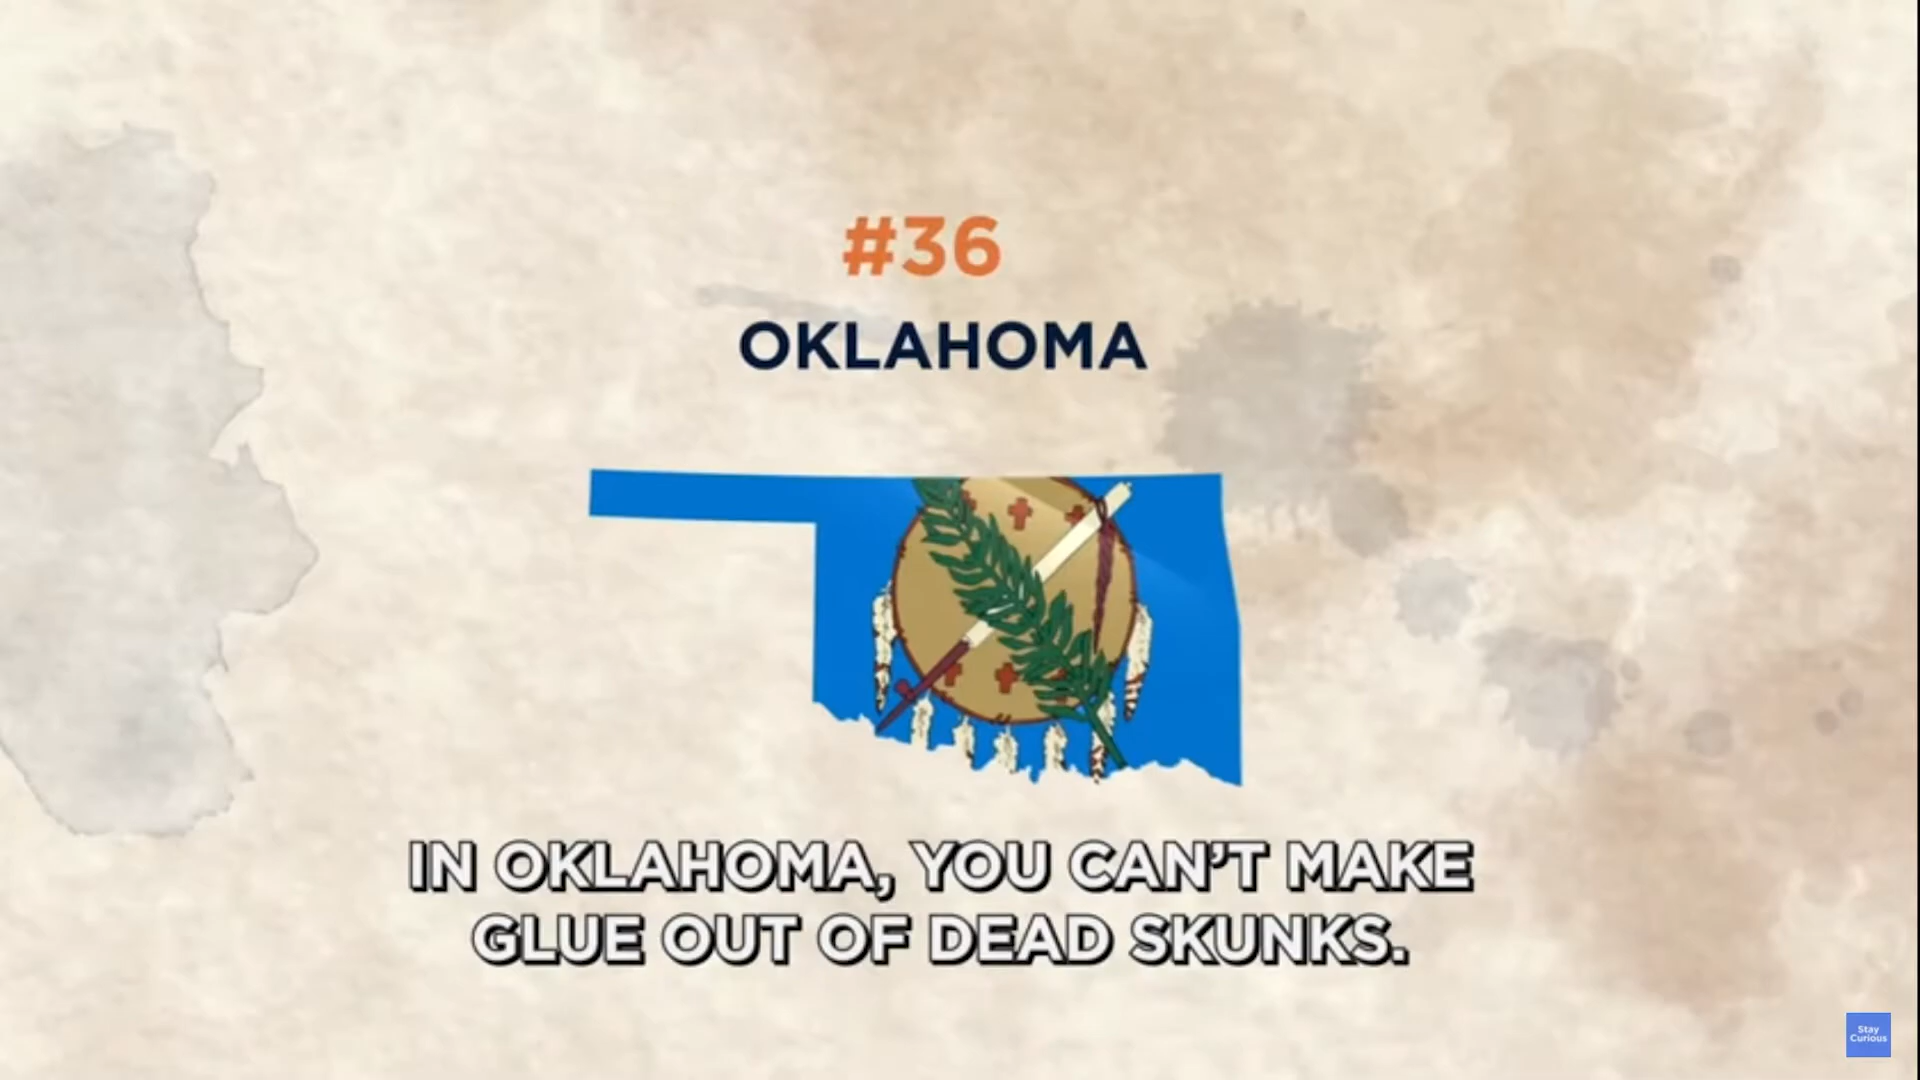 #36
OKLAHOMA
IN OKLAHOMA, YOU CAN'T MAKE
GLUE OUT OF DEAD SKUNKS.
Stay
Curious